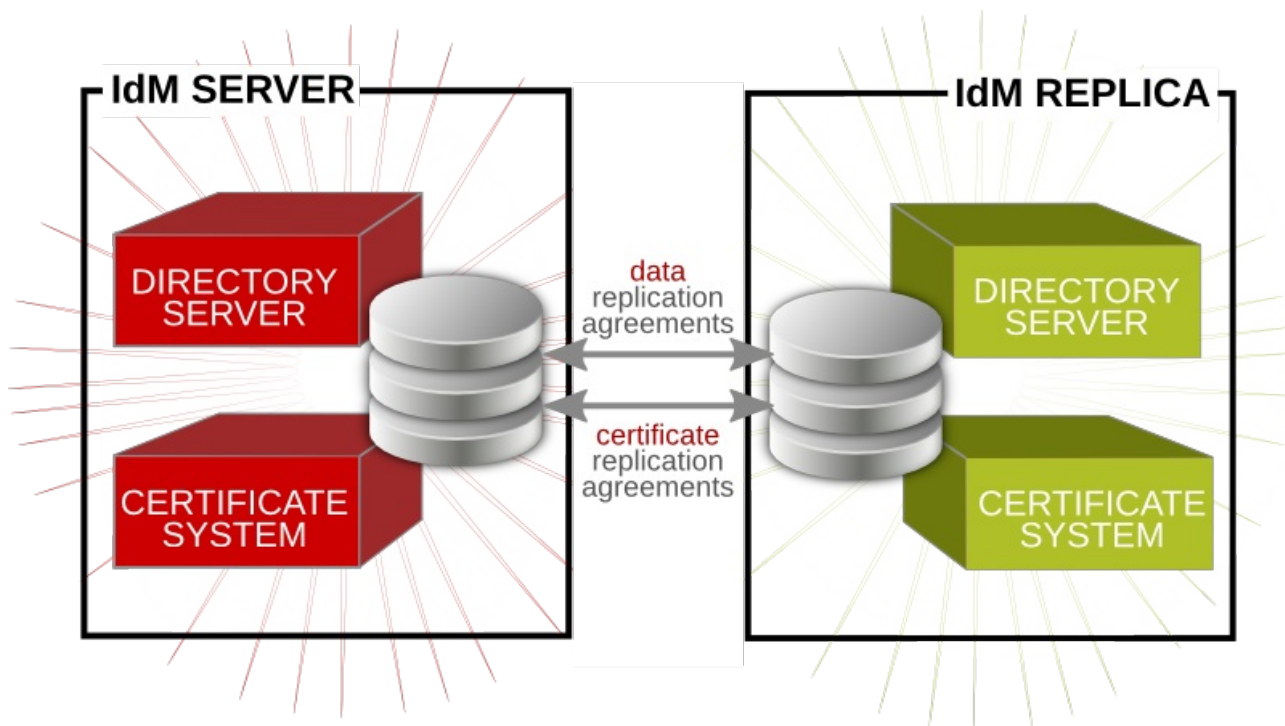 IdM SERVER
IdM REPLICA
DIRECTORY
SERVER
data
replication
agreements
DIRECTORY
SERVER
CERTIFICATE
SYSTEM
certificate
replication
agreements
CERTIFICATE
SYSTEM